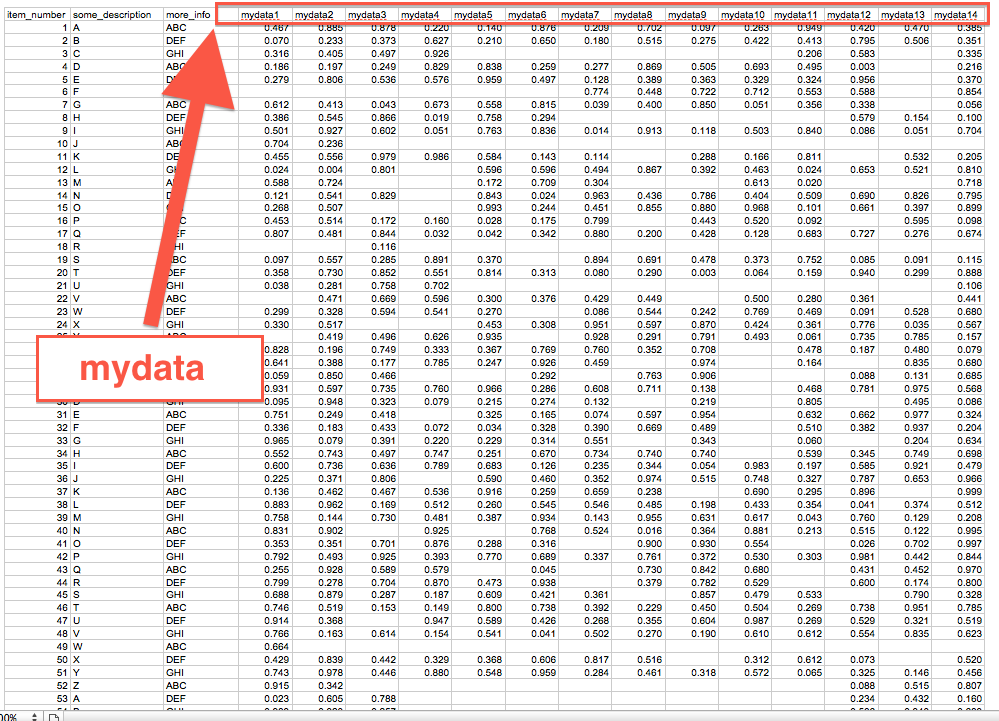 item_number some_description more_info mydata1 mydata2 mydata3 mydata4 mydata5 mydata6 mydata7 mydata8 mydata9 mydata10 mydata11 mydata12 mydata13 mydata14
1 A ABC 0.467 0.885 0.878 0.220 0.140 0.876 0.209 0.702 0.097 0.263 0.949 0.420 0.470 0.385
2 B DEF 0.070 0.233 0.373 0.627 0.210 0.650 0.180 0.515 0.275 0.422 0.413 0.795 0.506 0.351
3 C GHI 0.316 0.405 0.497 0.926 0.206 0.583 0.335
4 D ABC 0.186 0.197 0.249 0.829 0.838 0.259 0.277 0.869 0.505 0.693 0.495 0.003 0.216
5 E 0.279 0.806 0.536 0.576 0.959 0.497 0.128 0.389 0.363 0.329 0.324 0.956 0.370
6 F 0.774 0.448 0.722 0.712 0.553 0.588 0.854
7 G ABC 0.612 0.413 0.043 0.673 0.558 0.815 0.039 0.400 0.850 0.051 0.356 0.338 0.056
8 H DEF 0.386 0.545 0.866 0.019 0.758 0.294 0.579 0.154 0.100
9 I GHI 0.501 0.927 0.602 0.051 0.763 0.836 0.014 0.913 0.118 0.503 0.840 0.086 0.051 0.704
10 J 0.704 0.236
11 K 0.455 0.556 0.979 0.986 0.584 0.143 0.114 0.288 0.166 0.811 0.532 0.205
12 L 0.024 0.004 0.801 0.596 0.596 0.494 0.867 0.392 0.463 0.024 0.653 0.521 0.810
13 M 0.588 0.724 0.172 0.709 0.304 0.613 0.020 0.718
14 N 0.121 0.541 0.829 0.843 0.024 0.963 0.436 0.786 0.404 0.509 0.690 0.826 0.795
15 O 0.268 0.507 0.993 0.244 0.451 0.855 0.880 0.968 0.101 0.661 0.397 0.899
16 P 0.453 0.514 0.172 0.160 0.028 0.175 0.799 0.443 0.520 0.092 0.595 0.098
17 Q 0.807 0.481 0.844 0.032 0.042 0.342 0.880 0.200 0.428 0.128 0.683 0.727 0.276 0.674
18 R 0.116
19 S 0.097 0.557 0.285 0.891 0.370 0.894 0.691 0.478 0.373 0.752 0.085 0.091 0.115
20 T DEF 0.358 0.730 0.852 0.551 0.814 0.313 0.080 0.290 0.003 0.064 0.159 0.940 0.299 0.888
21 U GHI 0.038 0.281 0.758 0.702 0.106
22 V ABC 0.471 0.669 0.596 0.300 0.376 0.429 0.449 0.500 0.280 0.361 0.441
23 W DEF 0.299 0.328 0.594 0.541 0.270 0.086 0.544 0.242 0.769 0.469 0.091 0.528 0.680
24 X GHI 0.330 0.517 0.453 0.308 0.951 0.597 0.870 0.424 0.361 0.776 0.035 0.567
0.419 0.496 0.626 0.935 0.928 0.291 0.791 0.493 0.061 0.735 0.785 0.157
mydata
0.828 0.196 0.749 0.333 0.367 0.769 0.760 0.352 0.708 0.478 0.187 0.480 0.079
0.641 0.388 0.177 0.785 0.247 0.926 0.459 0.974 0.164 0.835 0.680
0.059 0.850 0.466 0.292 0.763 0.906 0.088 0.131 0.685
0.931 0.597 0.735 0.760 0.966 0.286 0.608 0.711 0.138 0.468 0.781 0.975 0.568
0.095 0.948 0.323 0.079 0.215 0.274 0.132 0.219 0.805 0.495 0.086
31 E ABC 0.751 0.249 0.418 0.325 0.165 0.074 0.597 0.954 0.632 0.662 0.977 0.324
32 F DEF 0.336 0.183 0.433 0.072 0.034 0.328 0.390 0.669 0.489 0.510 0.382 0.937 0.204
33 G GHI 0.965 0.079 0.391 0.220 0.229 0.314 0.551 0.343 0.060 0.204 0.634
34 H ABC 0.552 0.743 0.497 0.747 0.251 0.670 0.734 0.740 0.740 0.539 0.345 0.749 0.698
35 I DEF 0.600 0.736 0.636 0.789 0.683 0.126 0.235 0.344 0.054 0.983 0.197 0.585 0.921 0.479
36 J GHI 0.225 0.371 0.806 0.590 0.460 0.352 0.974 0.515 0.748 0.327 0.787 0.653 0.966
37 K ABC 0.136 0.462 0.467 0.536 0.916 0.259 0.659 0.238 0.690 0.295 0.896 0.999
38 L DEF 0.883 0.962 0.169 0.512 0.260 0.545 0.546 0.485 0.198 0.433 0.354 0.041 0.374 0.512
39 M GHI 0.758 0.144 0.730 0.481 0.387 0.934 0.143 0.955 0.631 0.617 0.043 0.760 0.129 0.208
40 N ABC 0.831 0.902 0.925 0.768 0.524 0.016 0.364 0.881 0.213 0.515 0.122 0.995
41 O DEF 0.353 0.351 0.701 0.876 0.288 0.316 0.900 0.930 0.554 0.026 0.702 0.997
42 P GHI 0.792 0.493 0.925 0.393 0.770 0.689 0.337 0.761 0.372 0.530 0.303 0.981 0.442 0.844
43 Q ABC 0.255 0.928 0.589 0.579 0.045 0.730 0.842 0.680 0.431 0.452 0.970
44 R DEF 0.799 0.278 0.704 0.870 0.473 0.938 0.379 0.782 0.529 0.600 0.174 0.800
45 S GHI 0.688 0.879 0.287 0.187 0.609 0.421 0.361 0.857 0.479 0.533 0.790 0.328
46 T ABC 0.746 0.519 0.153 0.149 0.800 0.738 0.392 0.229 0.450 0.504 0.269 0.738 0.951 0.785
47 U DEF 0.914 0.368 0.947 0.589 0.426 0.268 0.355 0.604 0.987 0.269 0.529 0.321 0.519
48 V GHI 0.766 0.163 0.614 0.154 0.541 0.041 0.502 0.270 0.190 0.610 0.612 0.554 0.835 0.623
49 W ABC 0.664
50 X DEF 0.429 0.839 0.442 0.329 0.368 0.606 0.817 0.516 0.312 0.612 0.073 0.520
51 Y GHI 0.743 0.978 0.446 0.880 0.548 0.959 0.284 0.461 0.318 0.572 0.065 0.325 0.146 0.456
52 Z ABC 0.915 0.342 0.088 0.515 0.807
53 A DEF 0.023 0.605 0.788 0.234 0.432 0.160